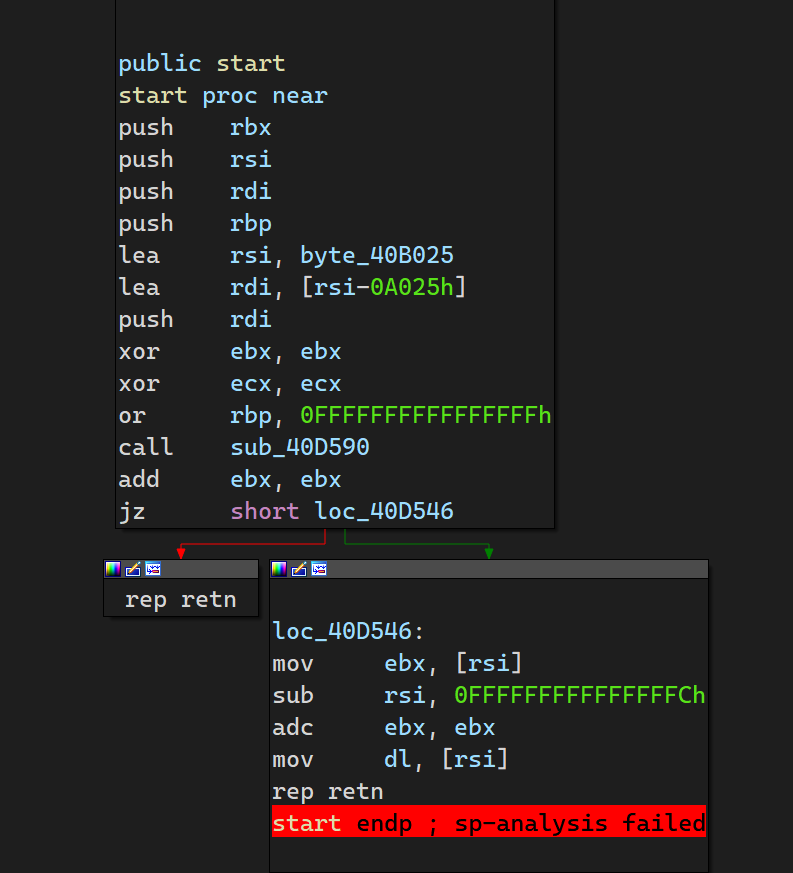 public start
start proc near
push rbx
push rsi
push rdi
push rbp
lea rsi, byte_40B025
lea rdi, [rsi-0A025h]
push rdi
xor ebx, ebx
xor ecx, ecx
or rbp, 0FFFFFFFFFFFFFFFFh
call sub_40D590
add ebx, ebx
jz short loc_40D546
rep retn
loc_40D546:
mov ebx, [rsi]
sub rsi, 0FFFFFFFFFFFFFFFCh
adc ebx, ebx
mov dl, [rsi]
rep retn
start endp ; sp-analysis failed